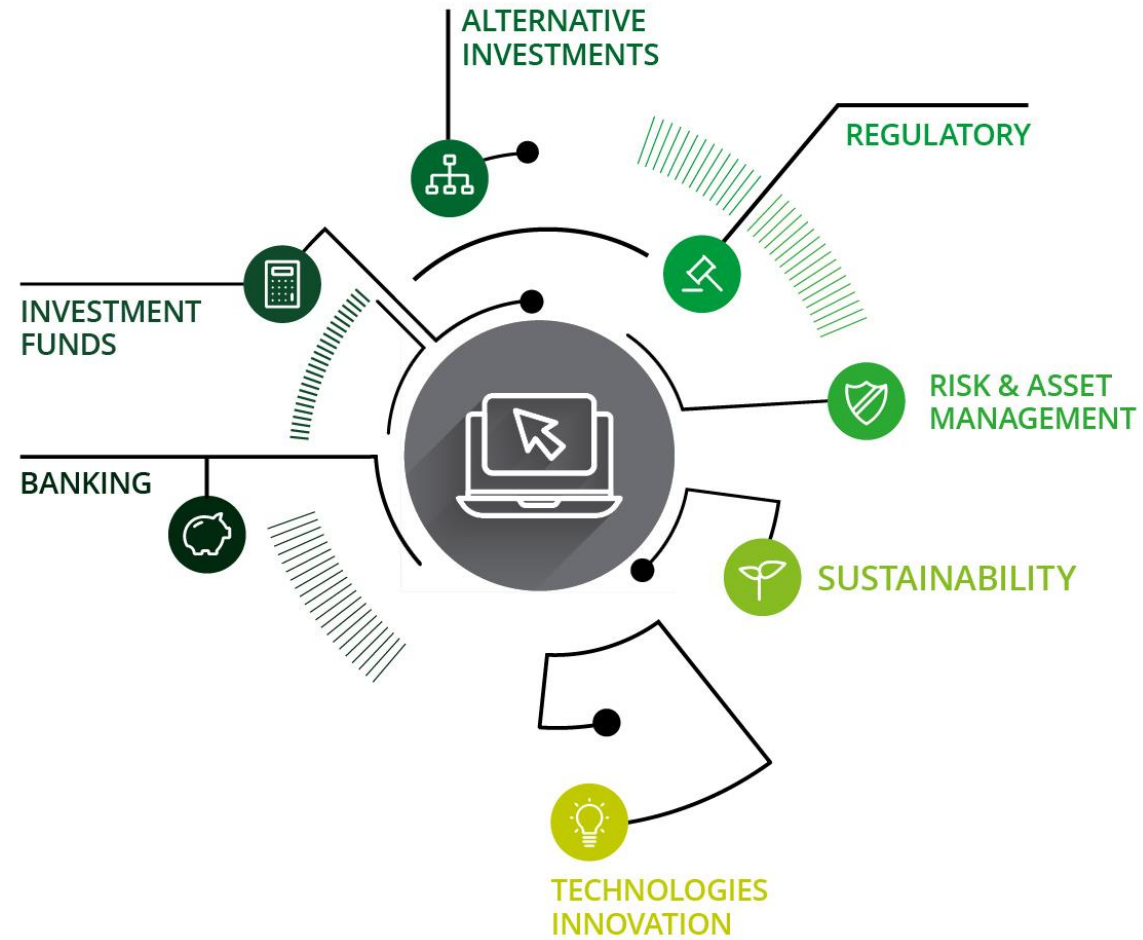 ALTERNATIVE
INVESTMENTS
REGULATORY
INVESTMENT
FUNDS
RISK & ASSET
MANAGEMENT
BANKING
SUSTAINABILITY
TECHNOLOGIES
INNOVATION